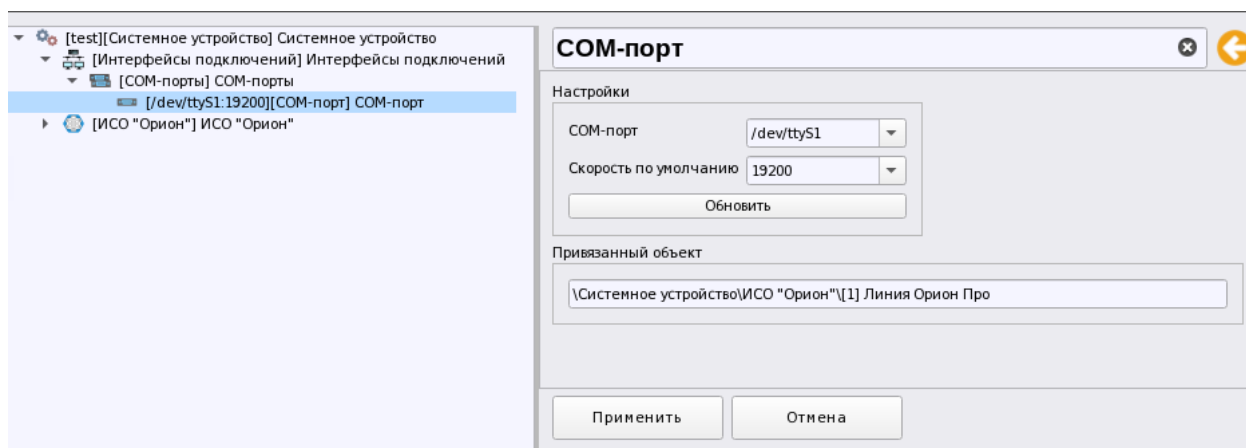 [test][Системное устройство] Системное устройство
[Интерфейсы подключений] Интерфейсы подключений
[COM-порты] COM-порты
[/dev/ttyS1:19200][COM-порт] COM-порт
[ИСО "Орион"] ИСО "Орион"
COM-порт
Настройки
COM-порт /dev/ttyS1
Скорость по умолчанию 19200
Обновить
Привязанный объект
\Системное устройство\ИСО "Орион"\[1] Линия Орион Про
Применить Отмена